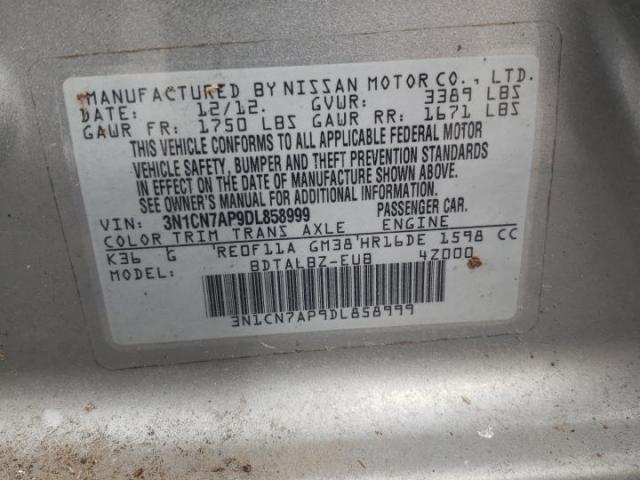 MANUFACTURED BY NISSAN MOTOR CO., LTD.
DATE: 12/12. GVWR: 3389 LBS
GAWR FR: 1750 LBS GAWR RR: 1671 LBS
THIS VEHICLE CONFORMS TO ALL APPLICABLE FEDERAL MOTOR
VEHICLE SAFETY, BUMPER AND THEFT PREVENTION STANDARDS
IN EFFECT ON THE DATE OF MANUFACTURE SHOWN ABOVE.
SEE OWNER'S MANUAL FOR ADDITIONAL INFORMATION.
VIN: 3N1CN7AP9DL858999 PASSENGER CAR.
COLOR TRIM TRANS AXLE ENGINE
K36 G RE0F11A GM38 HR16DE 1598 CC
MODEL: BDTALBZ-EUB 4Z000
3N1CN7AP9DL858999